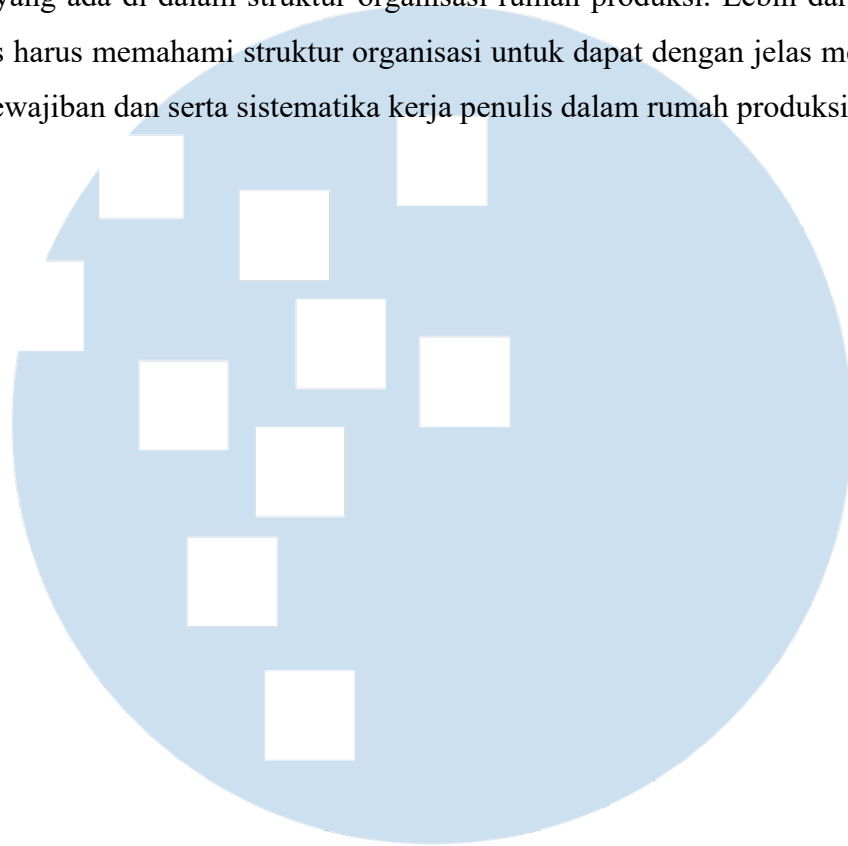 yang ada di dalam struktur organisasi rumah produksi. Lebih dar
s harus memahami struktur organisasi untuk dapat dengan jelas me
ewajiban dan serta sistematika kerja penulis dalam rumah produksi